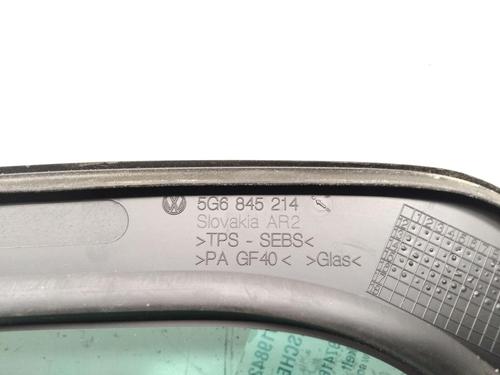 5G6 845 214
Slovakia AR2
>TPS - SEBS<
>PA GF40< >Glas<